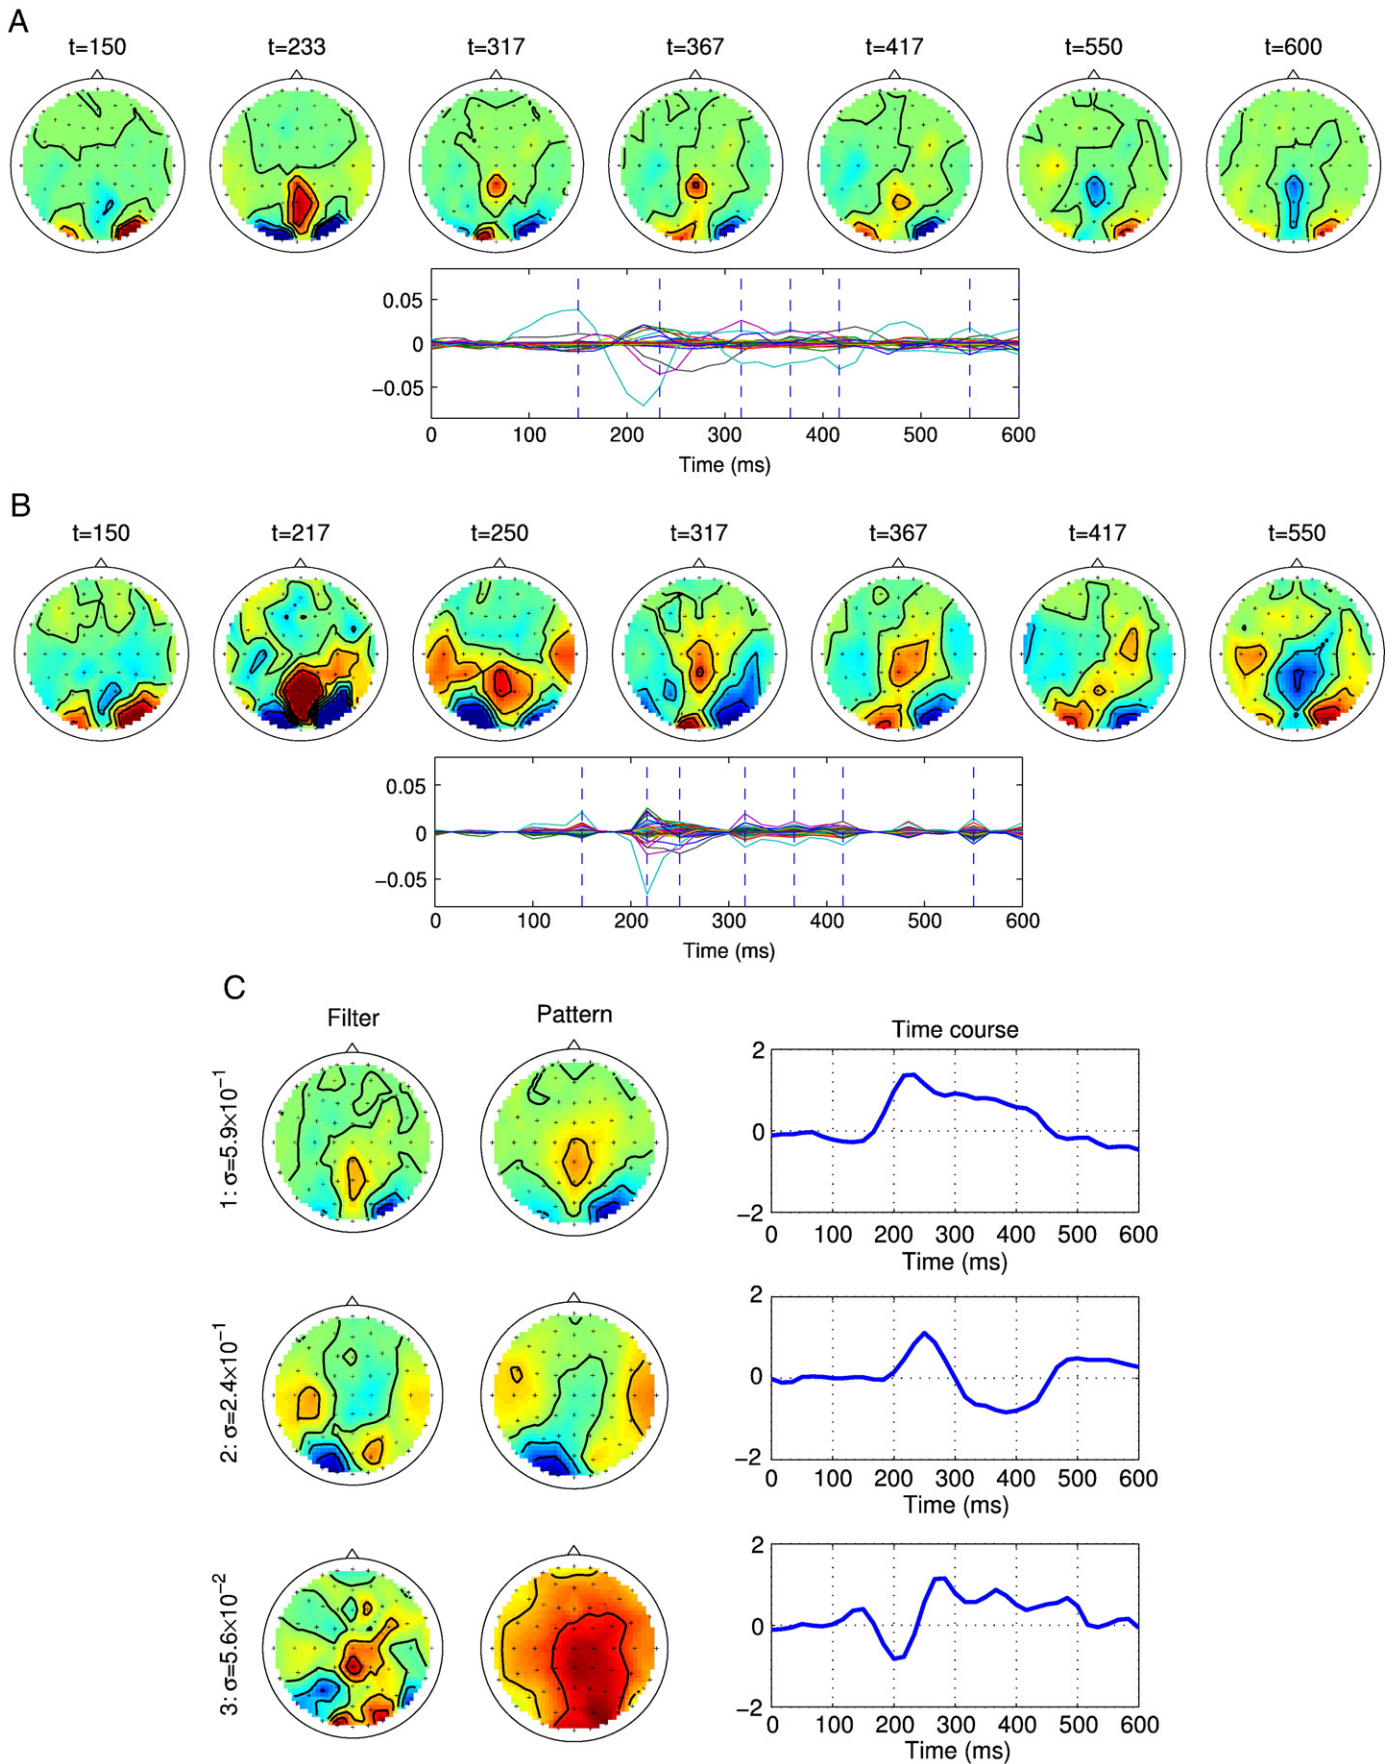 A
t=150 t=233 t=317 t=367 t=417 t=550 t=600
0.05
0
−0.05
0 100 200 300 400 500 600
Time (ms)
B
t=150 t=217 t=250 t=317 t=367 t=417 t=550
0.05
0
−0.05
0 100 200 300 400 500 600
Time (ms)
C
Filter Pattern Time course
1: σ=5.9×10⁻¹
2
0
−2
0 100 200 300 400 500 600
Time (ms)
2: σ=2.4×10⁻¹
2
0
−2
0 100 200 300 400 500 600
Time (ms)
3: σ=5.6×10⁻²
2
0
−2
0 100 200 300 400 500 600
Time (ms)